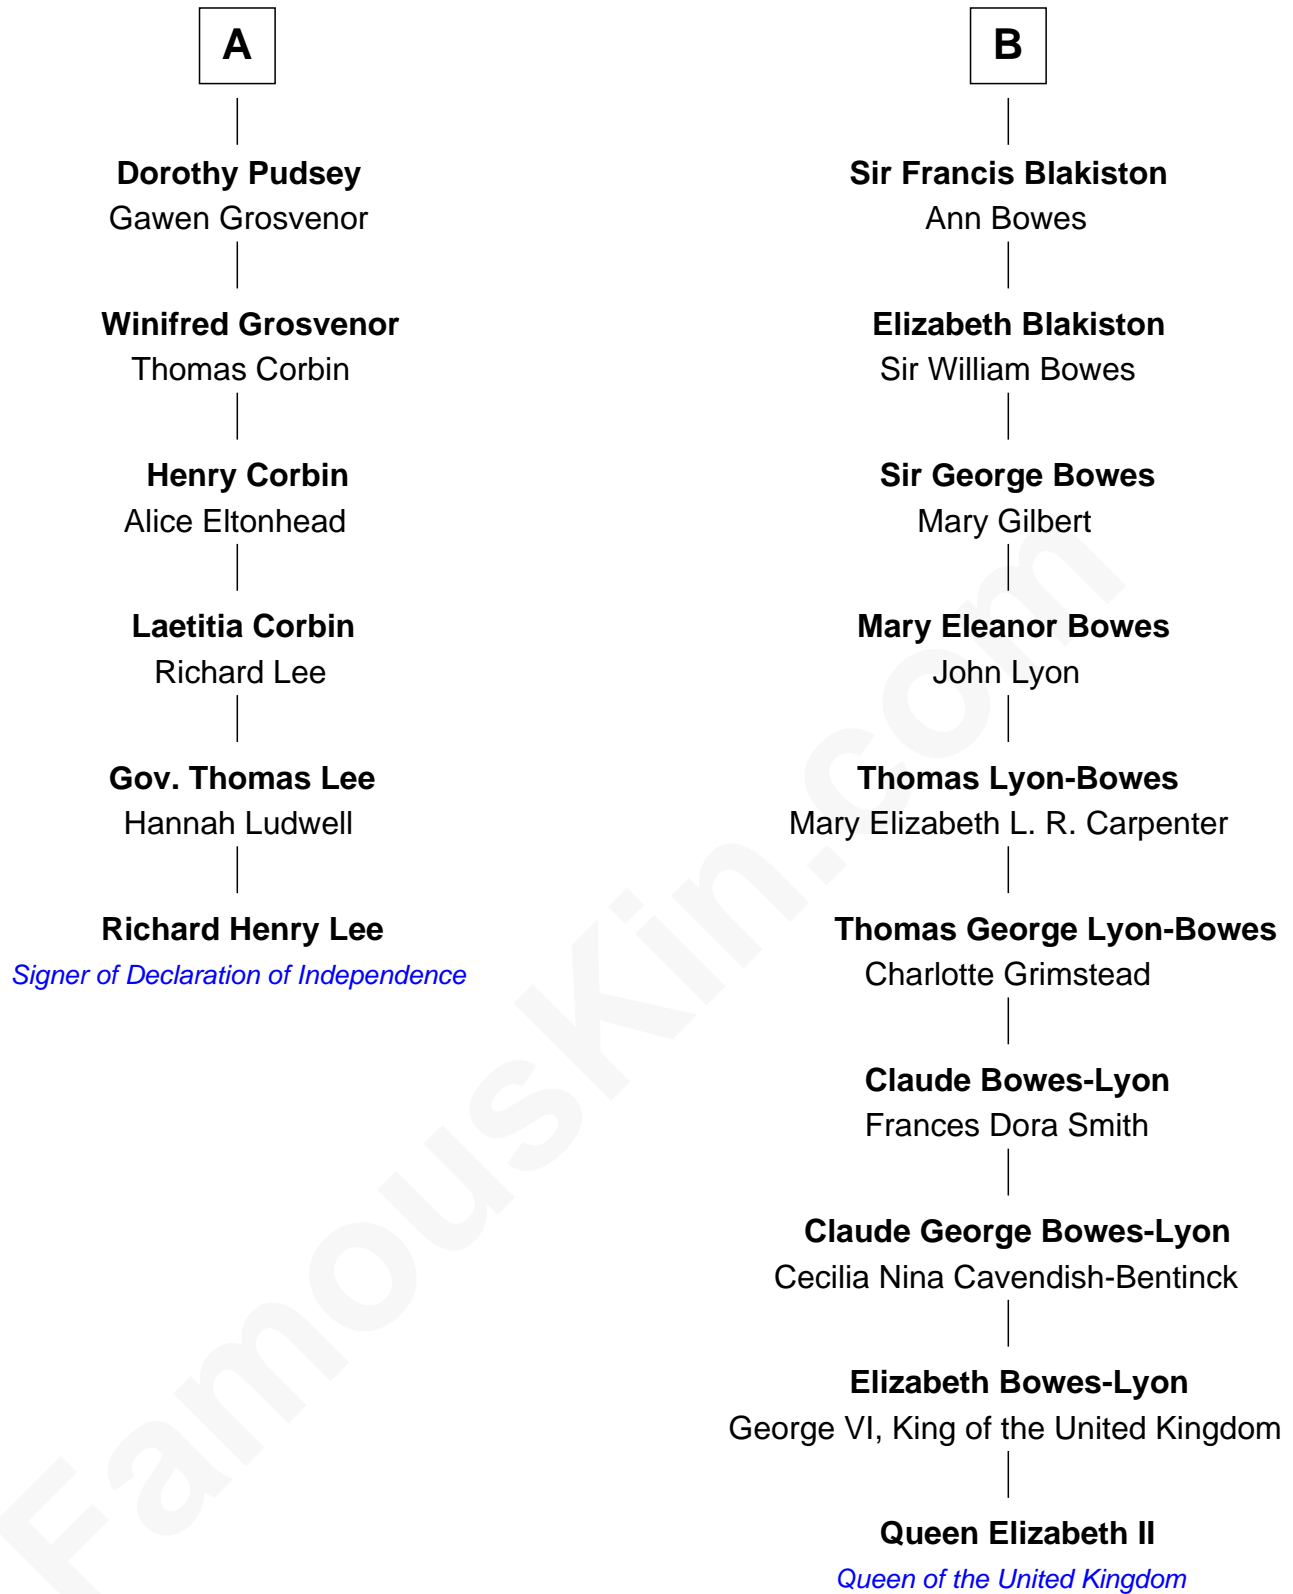 A
Dorothy Pudsey
Gawen Grosvenor
Winifred Grosvenor
Thomas Corbin
Henry Corbin
Alice Eltonhead
Laetitia Corbin
Richard Lee
Gov. Thomas Lee
Hannah Ludwell
Richard Henry Lee
Signer of Declaration of Independence
B
Sir Francis Blakiston
Ann Bowes
Elizabeth Blakiston
Sir William Bowes
Sir George Bowes
Mary Gilbert
Mary Eleanor Bowes
John Lyon
Thomas Lyon-Bowes
Mary Elizabeth L. R. Carpenter
Thomas George Lyon-Bowes
Charlotte Grimstead
Claude Bowes-Lyon
Frances Dora Smith
Claude George Bowes-Lyon
Cecilia Nina Cavendish-Bentinck
Elizabeth Bowes-Lyon
George VI, King of the United Kingdom
Queen Elizabeth II
Queen of the United Kingdom
FamousKin.com